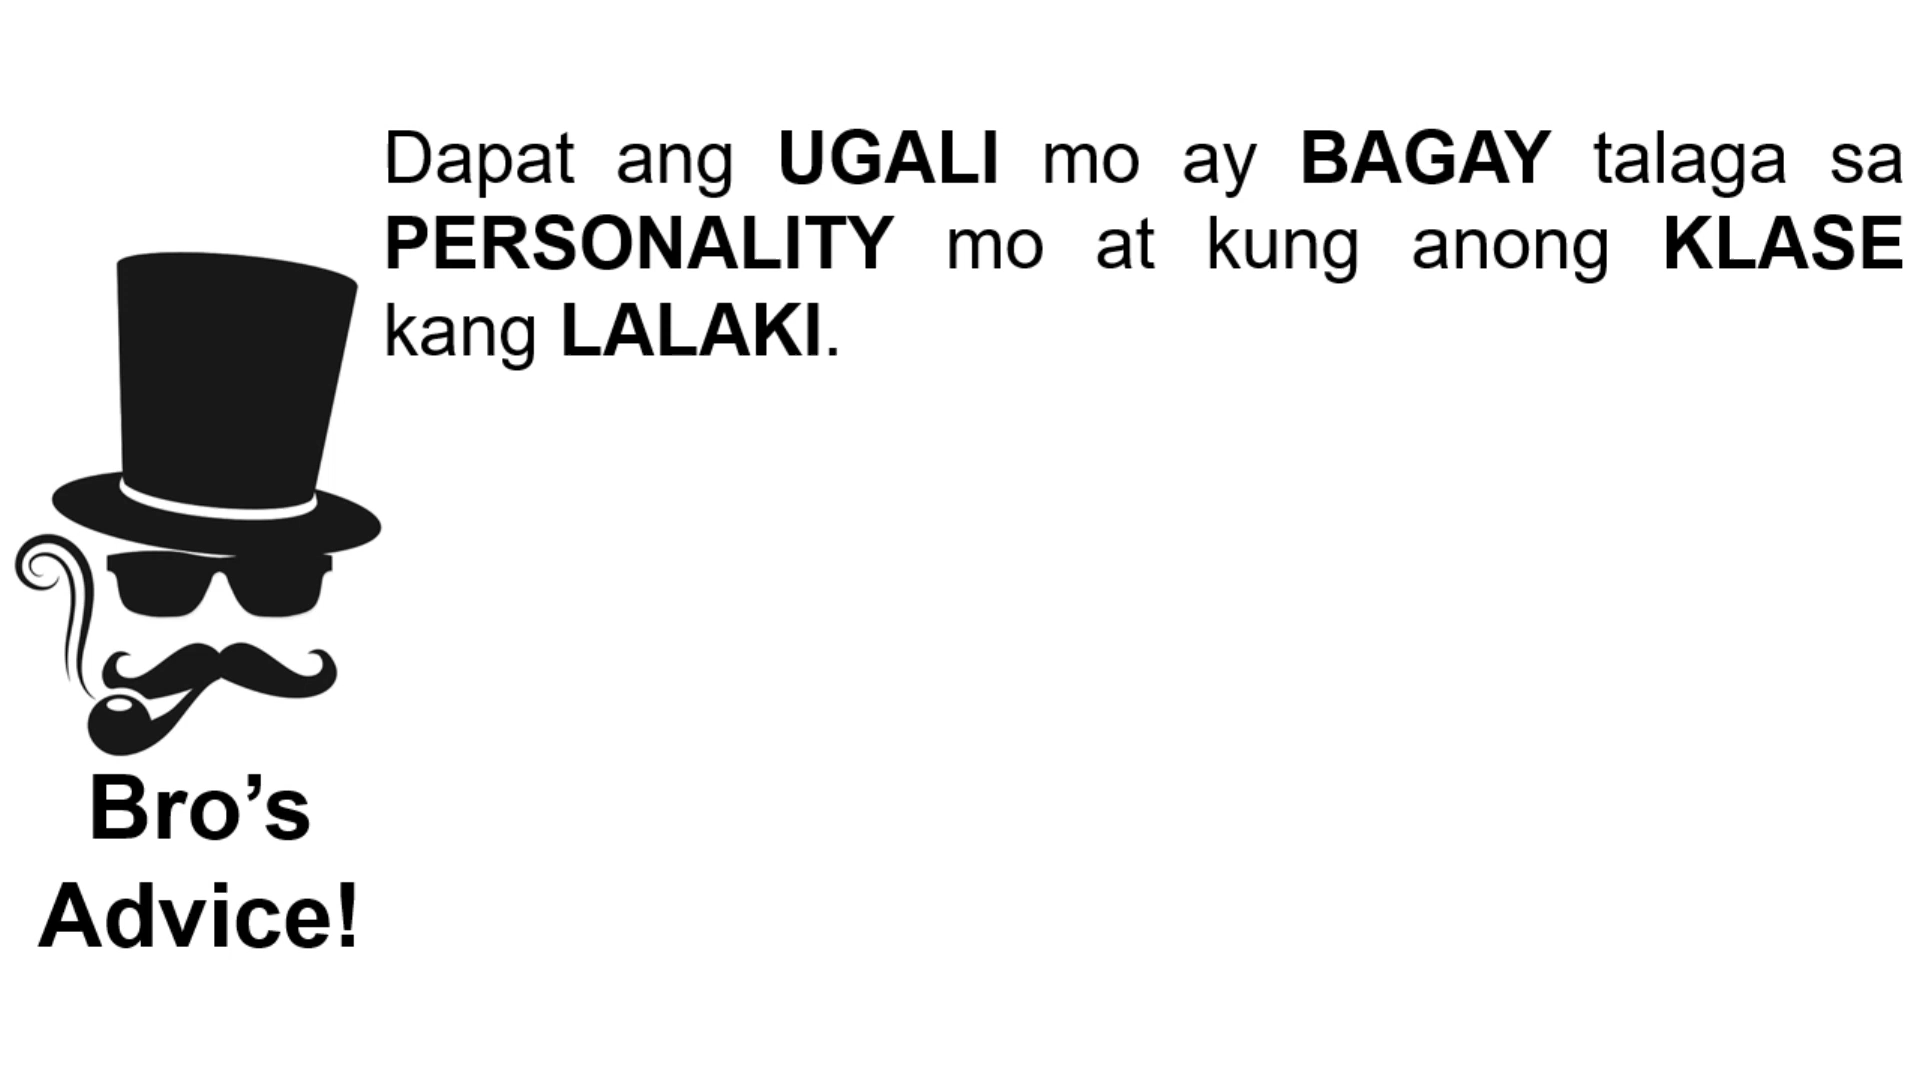 Dapat ang UGALI mo ay BAGAY talaga sa
PERSONALITY mo at kung anong KLASE
kang LALAKI.
Bro’s
Advice!